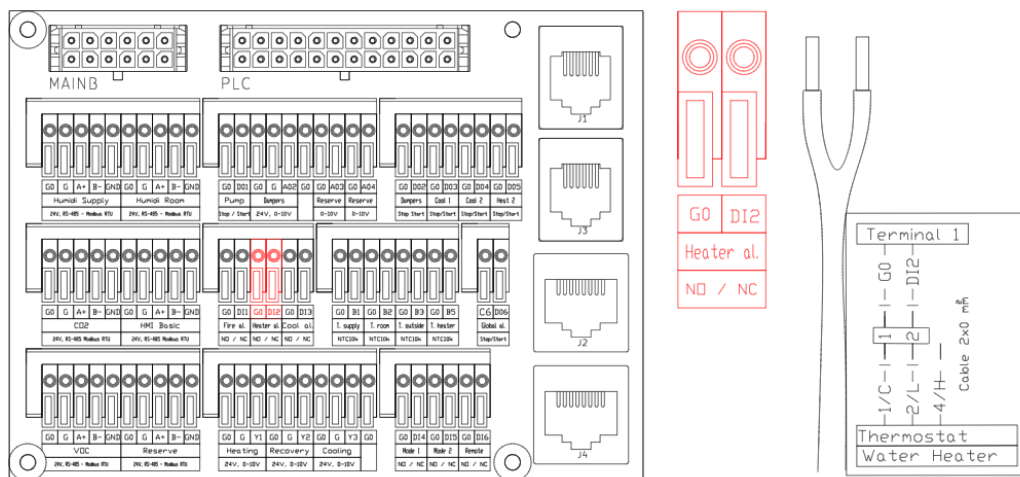 MAINB PLC
J1
G0 G A+ B- GND G0 G A+ B- GND
Humidi Supply Humidi Room
24V, RS-485 - Modbus RTU 24V, RS-485 - Modbus RTU
G0 DO1 G0 G AO2 G0 AO3 G0 AO4
Pump Dampers Reserve Reserve
Stop / Start 24V, 0-10V 0-10V 0-10V
G0 DO2 G0 DO3 G0 DO4 G0 DO5
Dampers Cool 1 Cool 2 Heat 2
Stop Start Stop/Start Stop/Start Stop/Start
J3
G0 G A+ B- GND G0 G A+ B- GND
CO2 HMI Basic
24V, RS-485 Modbus RTU 24V, RS-485 Modbus RTU
G0 DI1 G0 DI2 G0 DI3
Fire al. Heater al. Cool al.
NO / NC NO / NC NO / NC
G0 B1 G0 B2 G0 B3 G0 B5
T. supply T. room T. outside T. heater
NTC10k NTC10k NTC10k NTC10k
C6 DO6
Global al.
Stop/Start
J2
G0 G A+ B- GND G0 G A+ B- GND
VOC Reserve
24V, RS-485 Modbus RTU 24V, RS-485 Modbus RTU
G0 G Y1 G0 G Y2 G0 G Y3 G0
Heating Recovery Cooling
24V, 0-10V 24V, 0-10V 24V, 0-10V
G0 DI4 G0 DI5 G0 DI6
Mode 1 Mode 2 Remote
NO / NC NO / NC NO / NC
J4
G0 DI2
Heater al.
NO / NC
Terminal 1
G0 DI2
1 2
1/C 2/L 4/H
Cable 2x0 mm²
Thermostat
Water Heater